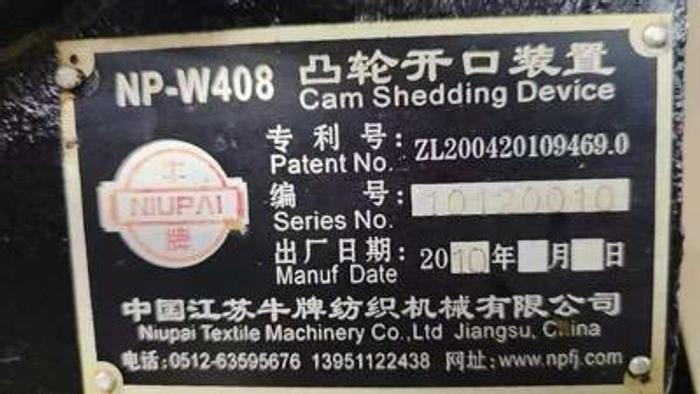 NP-W408 凸轮开口装置
Cam Shedding Device
专利号: ZL200420109469.0
Patent No.
牛
NIUPAI
牌
编号: 10120010
Series No.
出厂日期: 2010年 月 日
Manuf Date
中国江苏牛牌纺织机械有限公司
Niupai Textile Machinery Co.,Ltd Jiangsu, China
电话:0512-63595676 13951122438 网址:www.npfj.com